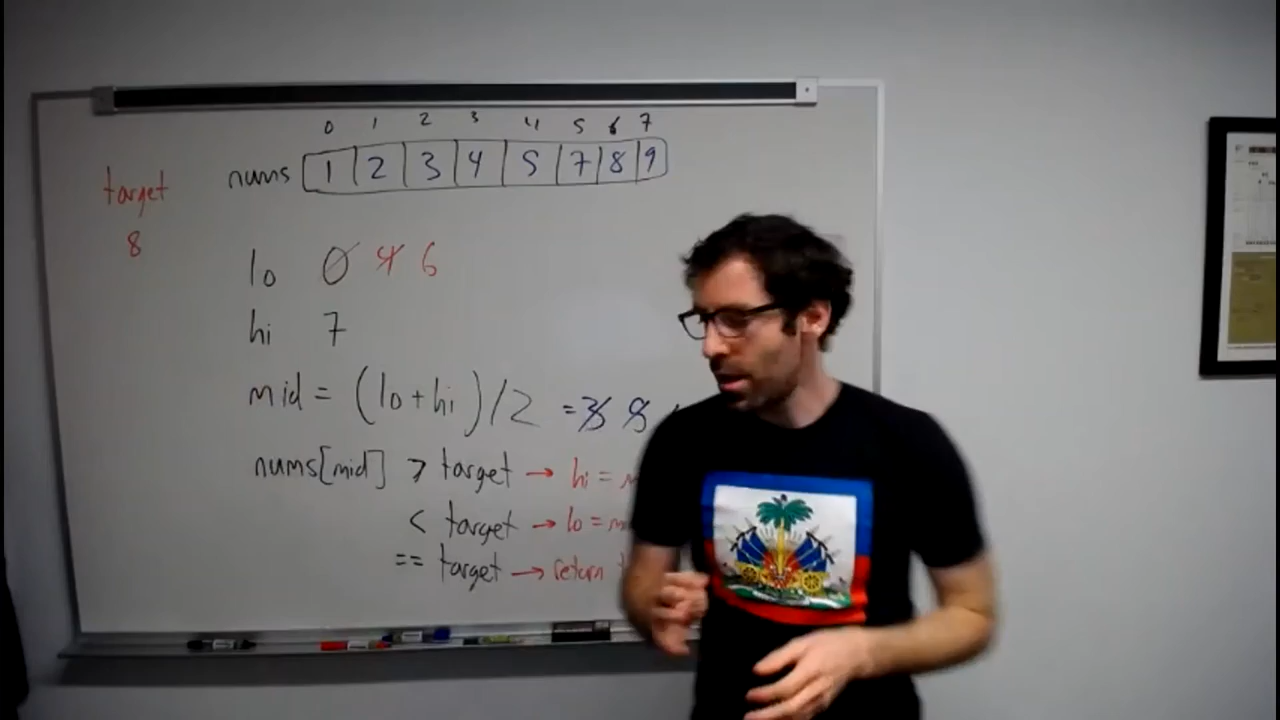 0 1 2 3 4 5 6 7
nums 1 2 3 4 5 7 8 9
target
8
lo 0 4 6
hi 7
mid = (lo+hi)/2 = 3 5
nums[mid] > target → hi =
< target → lo =
== target → return